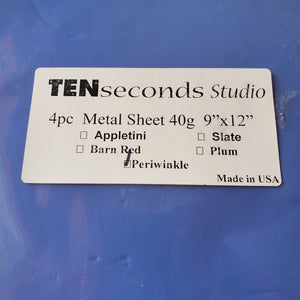 TENseconds Studio
4pc Metal Sheet 40g 9"x12"
☐ Appletini ☐ Slate
☐ Barn Red ☐ Plum
☑Periwinkle
Made in USA